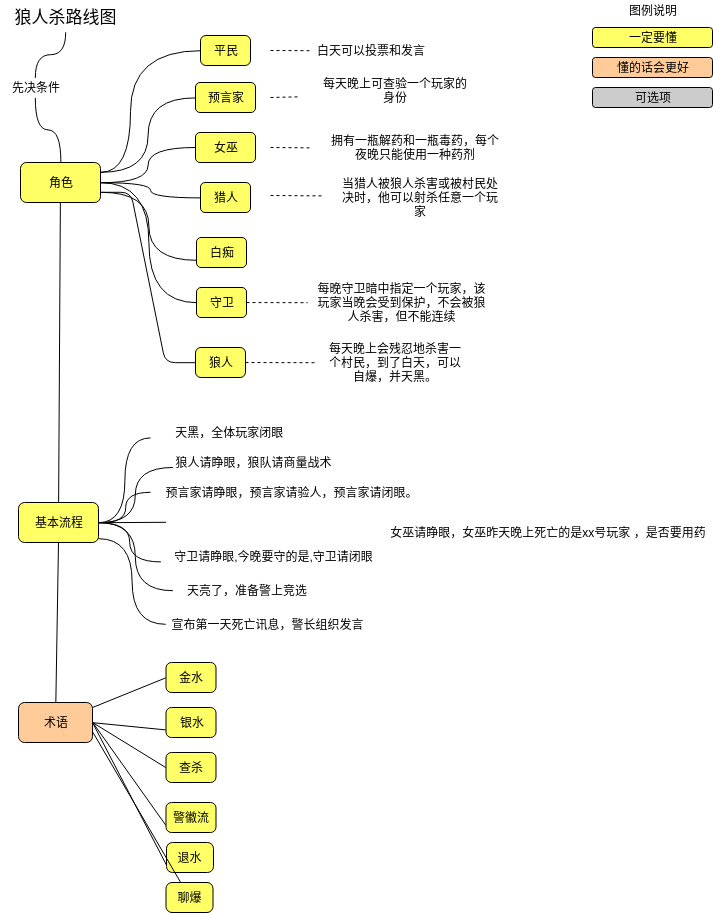 狼人杀路线图
图例说明
一定要懂
懂的话会更好
可选项
先决条件
角色
平民
白天可以投票和发言
预言家
每天晚上可查验一个玩家的
身份
女巫
拥有一瓶解药和一瓶毒药，每个
夜晚只能使用一种药剂
猎人
当猎人被狼人杀害或被村民处
决时，他可以射杀任意一个玩
家
白痴
守卫
每晚守卫暗中指定一个玩家，该
玩家当晚会受到保护，不会被狼
人杀害，但不能连续
狼人
每天晚上会残忍地杀害一
个村民，到了白天，可以
自爆，并天黑。
基本流程
天黑，全体玩家闭眼
狼人请睁眼，狼队请商量战术
预言家请睁眼，预言家请验人，预言家请闭眼。
女巫请睁眼，女巫昨天晚上死亡的是xx号玩家 ，是否要用药
守卫请睁眼,今晚要守的是,守卫请闭眼
天亮了，准备警上竞选
宣布第一天死亡讯息，警长组织发言
术语
金水
银水
查杀
警徽流
退水
聊爆